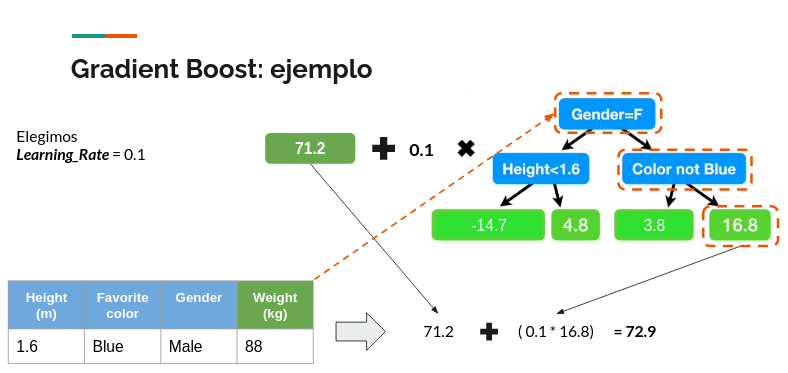 Gradient Boost: ejemplo
Elegimos
Learning_Rate = 0.1
71.2 + 0.1 ×
Gender=F
Height<1.6 Color not Blue
-14.7 4.8 3.8 16.8
Height (m) Favorite color Gender Weight (kg)
1.6 Blue Male 88
71.2 + ( 0.1 * 16.8) = 72.9